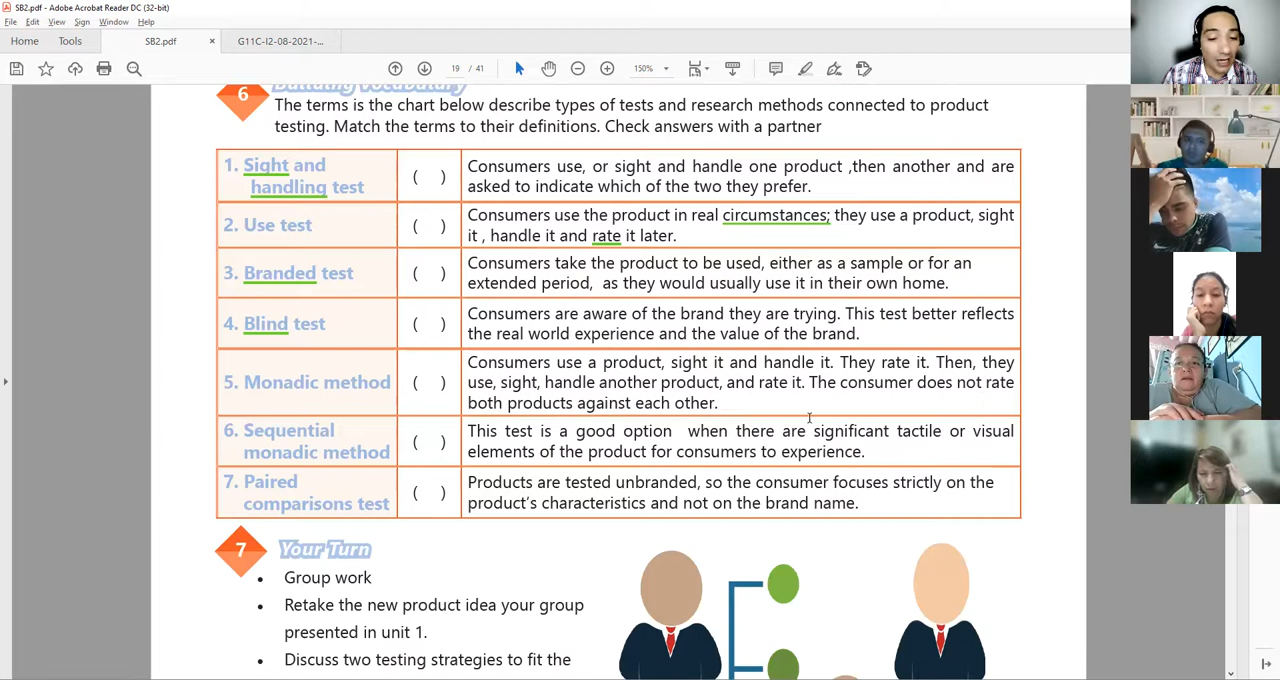 SB2.pdf - Adobe Acrobat Reader DC (32-bit)
File Edit View Sign Window Help
Home Tools SB2.pdf × G11C-I2-08-2021-...
19 / 41 150%
6 Building Vocabulary
The terms is the chart below describe types of tests and research methods connected to product
testing. Match the terms to their definitions. Check answers with a partner
1. Sight and
handling test
( )
Consumers use, or sight and handle one product ,then another and are
asked to indicate which of the two they prefer.
2. Use test
( )
Consumers use the product in real circumstances; they use a product, sight
it , handle it and rate it later.
3. Branded test
( )
Consumers take the product to be used, either as a sample or for an
extended period, as they would usually use it in their own home.
4. Blind test
( )
Consumers are aware of the brand they are trying. This test better reflects
the real world experience and the value of the brand.
5. Monadic method
( )
Consumers use a product, sight it and handle it. They rate it. Then, they
use, sight, handle another product, and rate it. The consumer does not rate
both products against each other.
6. Sequential
monadic method
( )
This test is a good option when there are significant tactile or visual
elements of the product for consumers to experience.
7. Paired
comparisons test
( )
Products are tested unbranded, so the consumer focuses strictly on the
product's characteristics and not on the brand name.
7 Your Turn
• Group work
• Retake the new product idea your group
presented in unit 1.
• Discuss two testing strategies to fit the